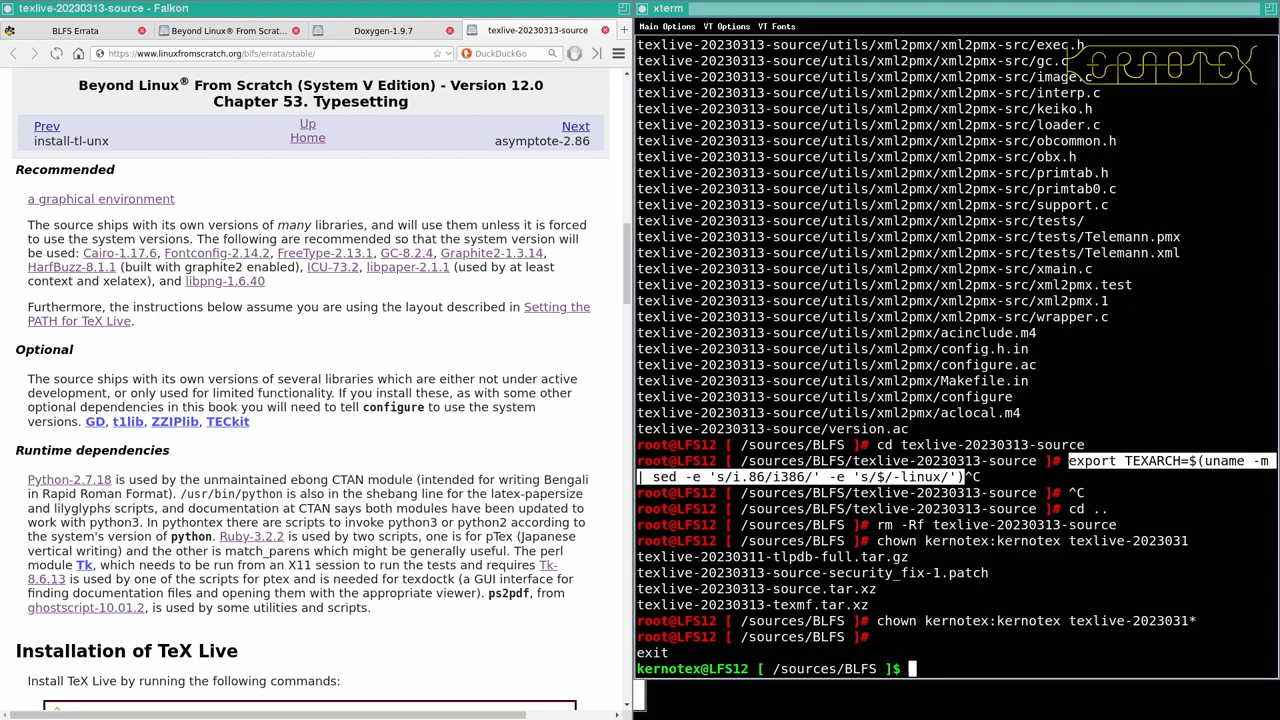 texlive-20230313-source - Falkon
BLFS Errata
Beyond Linux® From Scrat...
Doxygen-1.9.7
texlive-20230313-source
https://www.linuxfromscratch.org/blfs/errata/stable/
DuckDuckGo
Beyond Linux® From Scratch (System V Edition) - Version 12.0
Chapter 53. Typesetting
Prev
Up
Next
install-tl-unx
Home
asymptote-2.86
Recommended
a graphical environment
The source ships with its own versions of many libraries, and will use them unless it is forced
to use the system versions. The following are recommended so that the system version will
be used: Cairo-1.17.6, Fontconfig-2.14.2, FreeType-2.13.1, GC-8.2.4, Graphite2-1.3.14,
HarfBuzz-8.1.1 (built with graphite2 enabled), ICU-73.2, libpaper-2.1.1 (used by at least
context and xelatex), and libpng-1.6.40
Furthermore, the instructions below assume you are using the layout described in Setting the
PATH for TeX Live.
Optional
The source ships with its own versions of several libraries which are either not under active
development, or only used for limited functionality. If you install these, as with some other
optional dependencies in this book you will need to tell configure to use the system
versions. GD, t1lib, ZZIPlib, TECkit
Runtime dependencies
Python-2.7.18 is used by the unmaintained ebong CTAN module (intended for writing Bengali
in Rapid Roman Format). /usr/bin/python is also in the shebang line for the latex-papersize
and lilyglyphs scripts, and documentation at CTAN says both modules have been updated to
work with python3. In pythontex there are scripts to invoke python3 or python2 according to
the system's version of python. Ruby-3.2.2 is used by two scripts, one is for pTex (Japanese
vertical writing) and the other is match_parens which might be generally useful. The perl
module Tk, which needs to be run from an X11 session to run the tests and requires Tk-
8.6.13 is used by one of the scripts for ptex and is needed for texdoctk (a GUI interface for
finding documentation files and opening them with the appropriate viewer). ps2pdf, from
ghostscript-10.01.2, is used by some utilities and scripts.
Installation of TeX Live
Install TeX Live by running the following commands:
xterm
Main Options VT Options VT Fonts
texlive-20230313-source/utils/xml2pmx/xml2pmx-src/exec.h
texlive-20230313-source/utils/xml2pmx/xml2pmx-src/gc.c
texlive-20230313-source/utils/xml2pmx/xml2pmx-src/image.c
texlive-20230313-source/utils/xml2pmx/xml2pmx-src/interp.c
texlive-20230313-source/utils/xml2pmx/xml2pmx-src/keiko.h
texlive-20230313-source/utils/xml2pmx/xml2pmx-src/loader.c
texlive-20230313-source/utils/xml2pmx/xml2pmx-src/obcommon.h
texlive-20230313-source/utils/xml2pmx/xml2pmx-src/obx.h
texlive-20230313-source/utils/xml2pmx/xml2pmx-src/primtab.h
texlive-20230313-source/utils/xml2pmx/xml2pmx-src/primtab0.c
texlive-20230313-source/utils/xml2pmx/xml2pmx-src/support.c
texlive-20230313-source/utils/xml2pmx/xml2pmx-src/tests/
texlive-20230313-source/utils/xml2pmx/xml2pmx-src/tests/Telemann.pmx
texlive-20230313-source/utils/xml2pmx/xml2pmx-src/tests/Telemann.xml
texlive-20230313-source/utils/xml2pmx/xml2pmx-src/xmain.c
texlive-20230313-source/utils/xml2pmx/xml2pmx-src/xml2pmx.test
texlive-20230313-source/utils/xml2pmx/xml2pmx-src/xml2pmx.1
texlive-20230313-source/utils/xml2pmx/xml2pmx-src/wrapper.c
texlive-20230313-source/utils/xml2pmx/acinclude.m4
texlive-20230313-source/utils/xml2pmx/config.h.in
texlive-20230313-source/utils/xml2pmx/configure.ac
texlive-20230313-source/utils/xml2pmx/Makefile.in
texlive-20230313-source/utils/xml2pmx/configure
texlive-20230313-source/utils/xml2pmx/aclocal.m4
texlive-20230313-source/version.ac
root@LFS12 [ /sources/BLFS ]# cd texlive-20230313-source
root@LFS12 [ /sources/BLFS/texlive-20230313-source ]# export TEXARCH=$(uname -m
| sed -e 's/i.86/i386/' -e 's/$/-linux/')^C
root@LFS12 [ /sources/BLFS/texlive-20230313-source ]# ^C
root@LFS12 [ /sources/BLFS/texlive-20230313-source ]# cd ..
root@LFS12 [ /sources/BLFS ]# rm -Rf texlive-20230313-source
root@LFS12 [ /sources/BLFS ]# chown kernotex:kernotex texlive-2023031
texlive-20230311-tlpdb-full.tar.gz
texlive-20230313-source-security_fix-1.patch
texlive-20230313-source.tar.xz
texlive-20230313-texmf.tar.xz
root@LFS12 [ /sources/BLFS ]# chown kernotex:kernotex texlive-2023031*
root@LFS12 [ /sources/BLFS ]#
exit
kernotex@LFS12 [ /sources/BLFS ]$
KERNOTEX